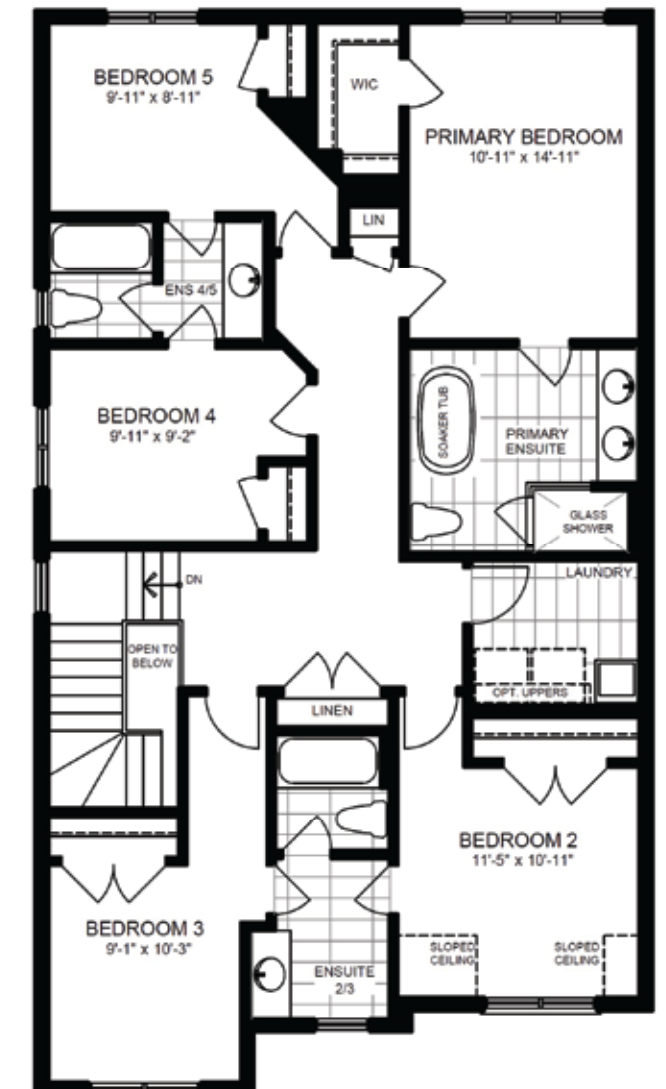 BEDROOM 5
9'-11" x 8'-11"
WIC
PRIMARY BEDROOM
10'-11" x 14'-11"
LIN
ENS 4/5
BEDROOM 4
9'-11" x 9'-2"
SOAKER TUB
PRIMARY
ENSUITE
GLASS
SHOWER
LAUNDRY
DN
OPEN TO
BELOW
OPT. UPPERS
LINEN
BEDROOM 2
11'-5" x 10'-11"
BEDROOM 3
9'-1" x 10'-3"
SLOPED
CEILING
SLOPED
CEILING
ENSUITE
2/3